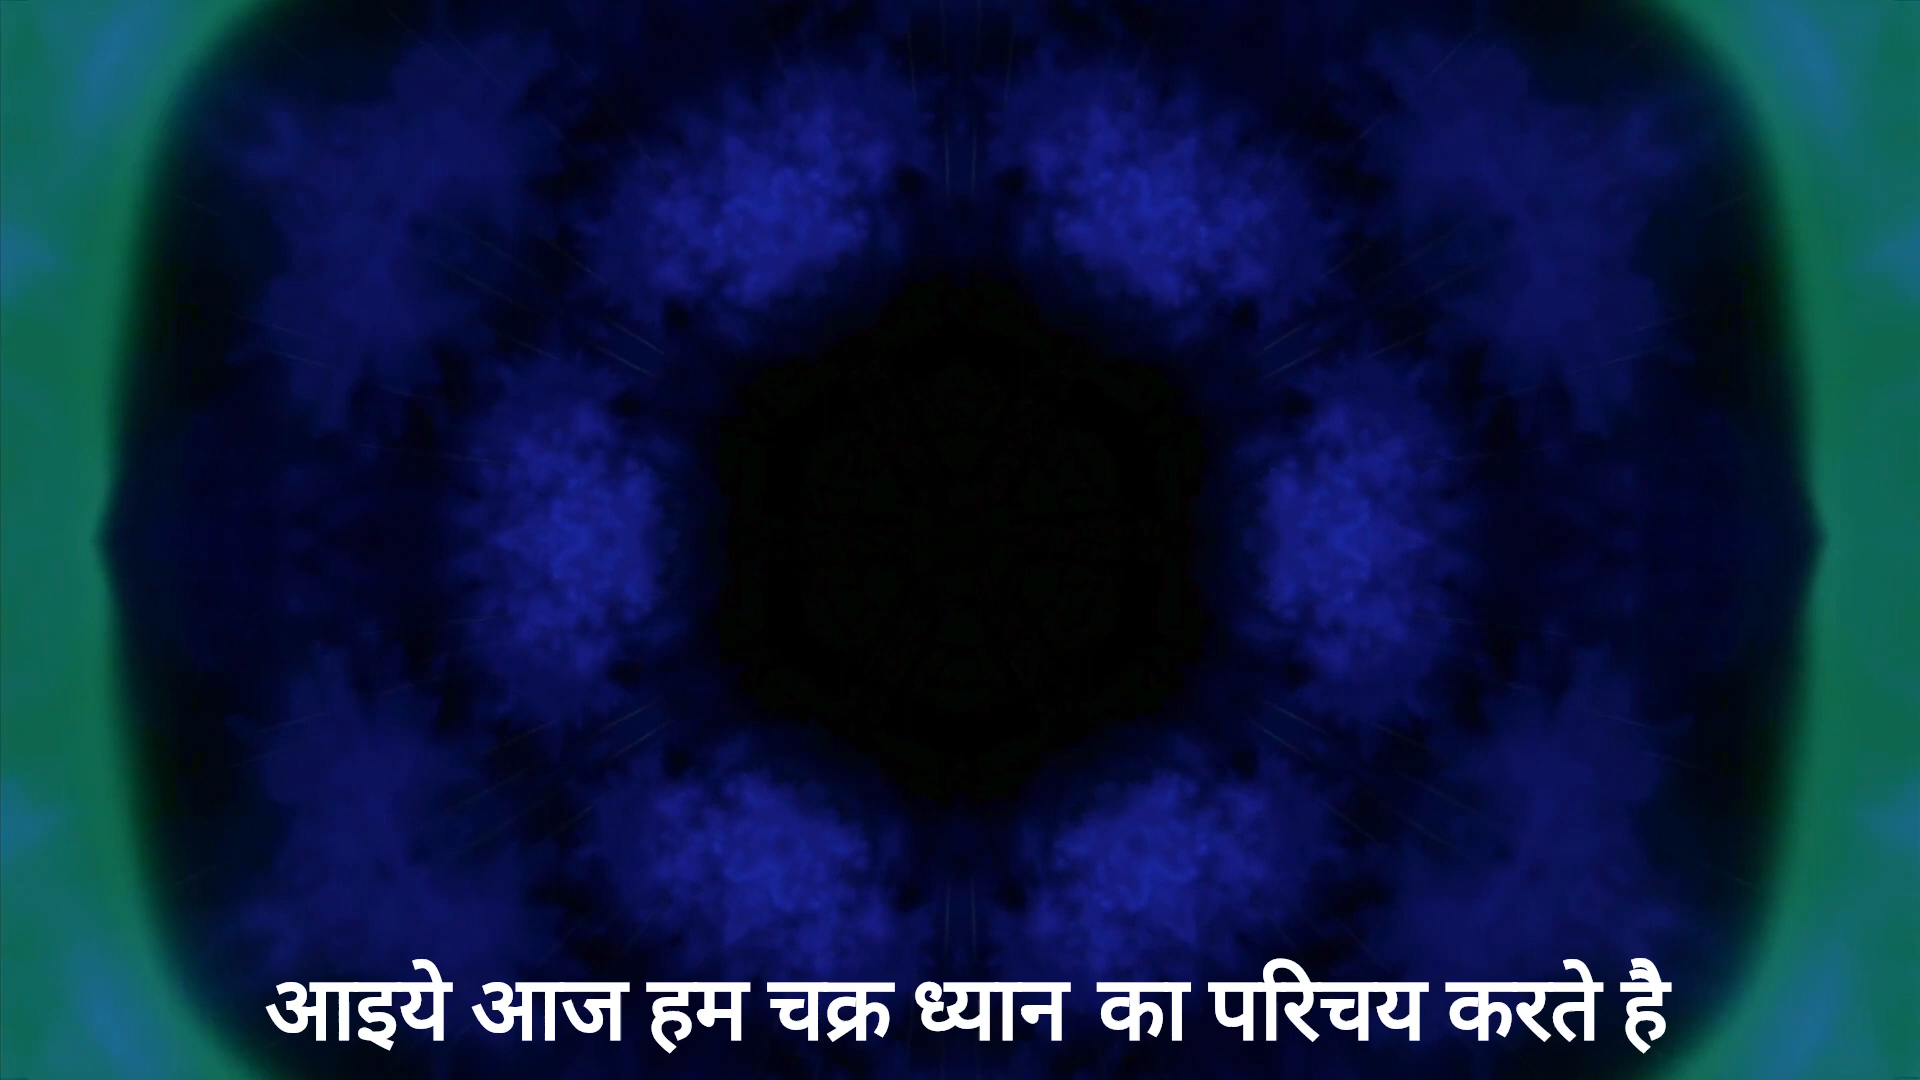 आइये आज हम चक्र ध्यान का परिचय करते है